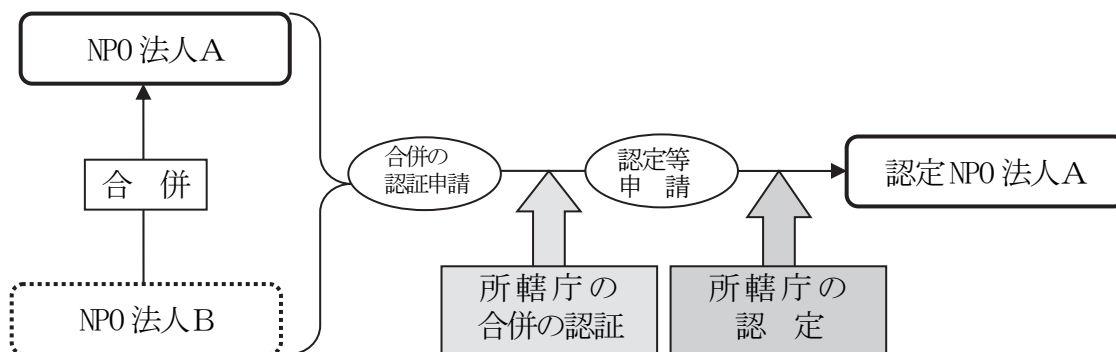 NPO法人A
合併
NPO法人B
合併の
認証申請
認定等
申請
認定NPO法人A
所轄庁の
合併の認証
所轄庁の
認定